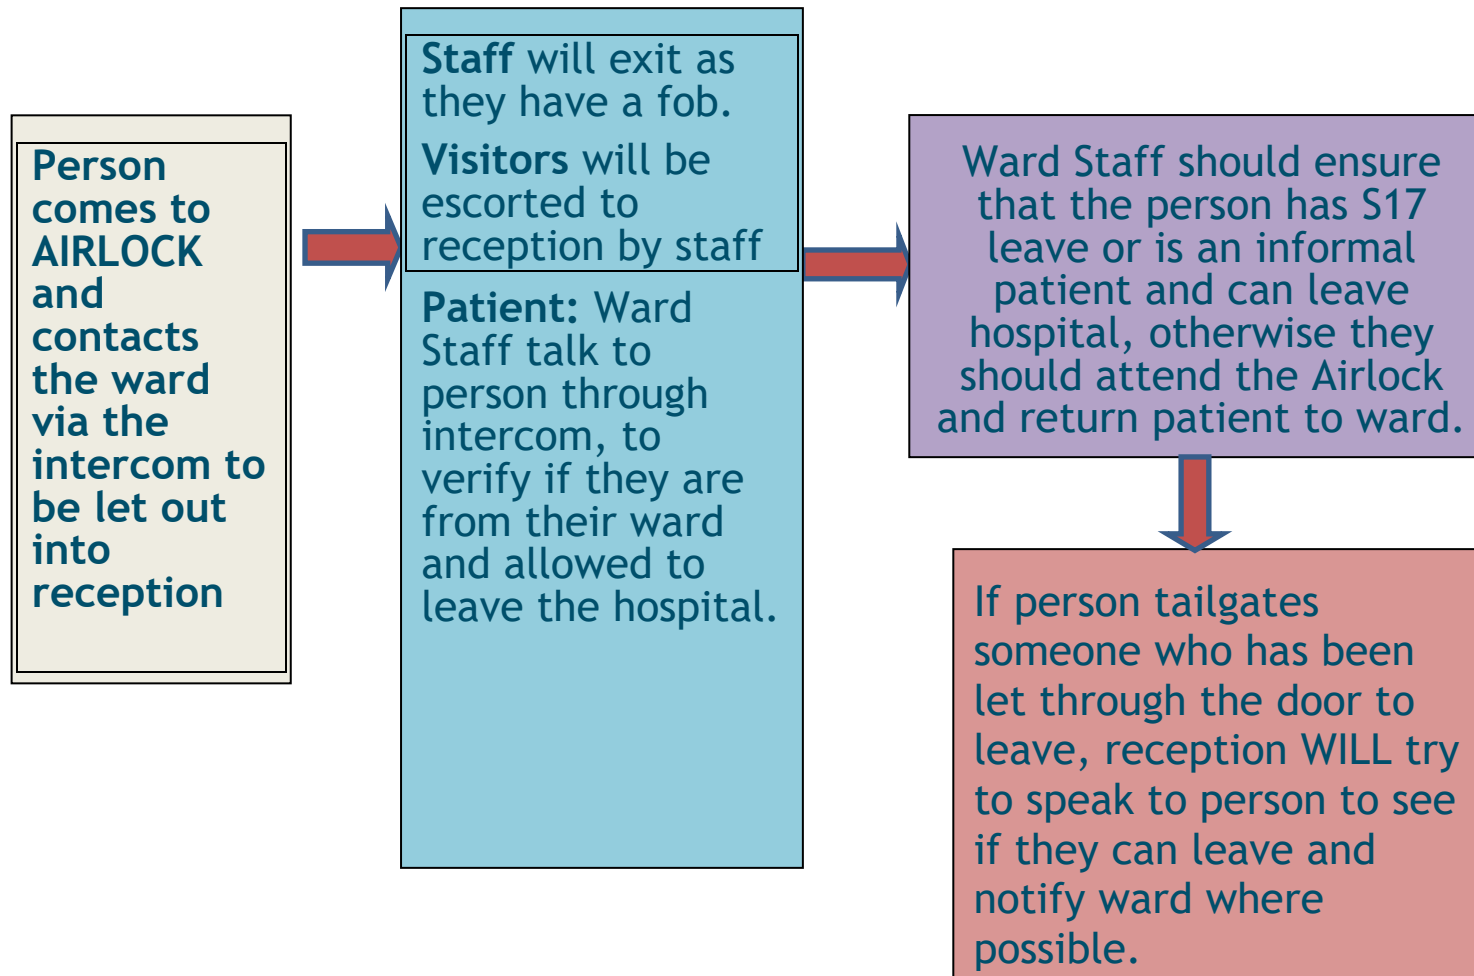 Person
comes to
AIRLOCK
and
contacts
the ward
via the
intercom to
be let out
into
reception
Staff will exit as
they have a fob.
Visitors will be
escorted to
reception by staff
Patient: Ward
Staff talk to
person through
intercom, to
verify if they are
from their ward
and allowed to
leave the hospital.
Ward Staff should ensure
that the person has S17
leave or is an informal
patient and can leave
hospital, otherwise they
should attend the Airlock
and return patient to ward.
If person tailgates
someone who has been
let through the door to
leave, reception WILL try
to speak to person to see
if they can leave and
notify ward where
possible.